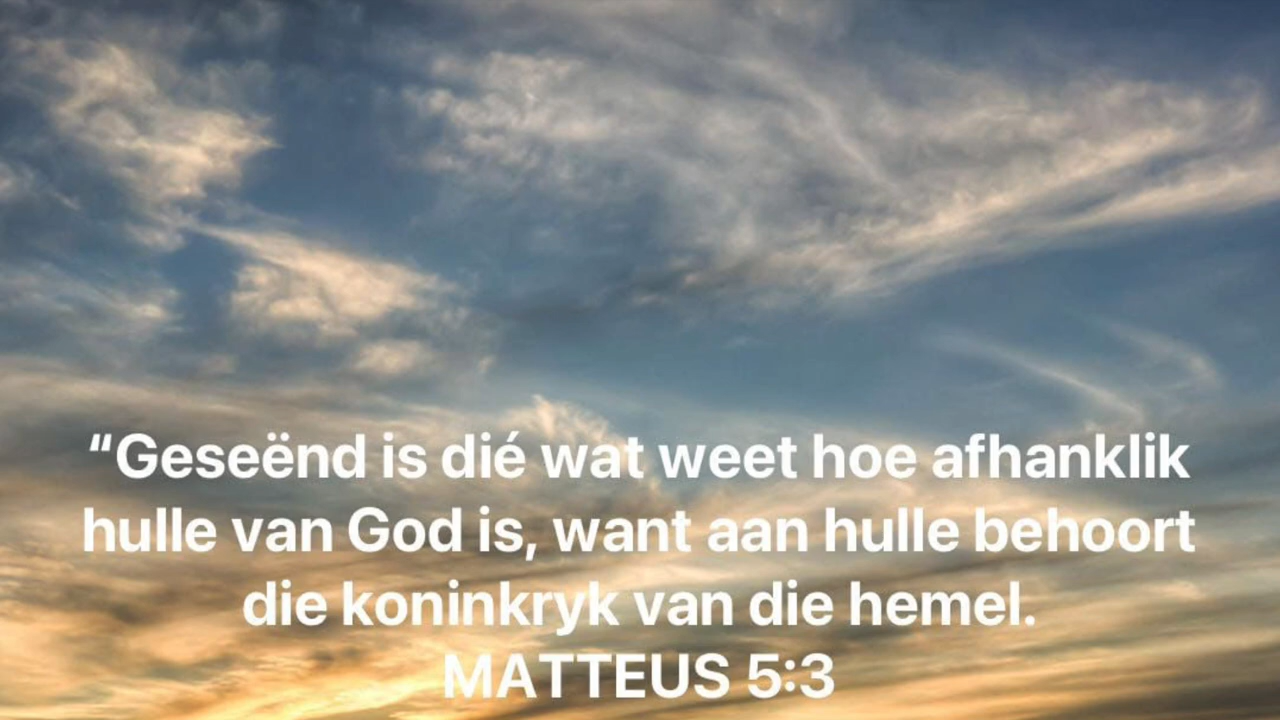 “Geseënd is dié wat weet hoe afhanklik
hulle van God is, want aan hulle behoort
die koninkryk van die hemel.
MATTEUS 5:3